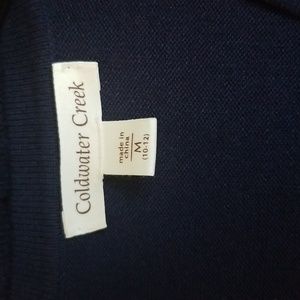 Coldwater Creek
M
(10-12)
made in
china